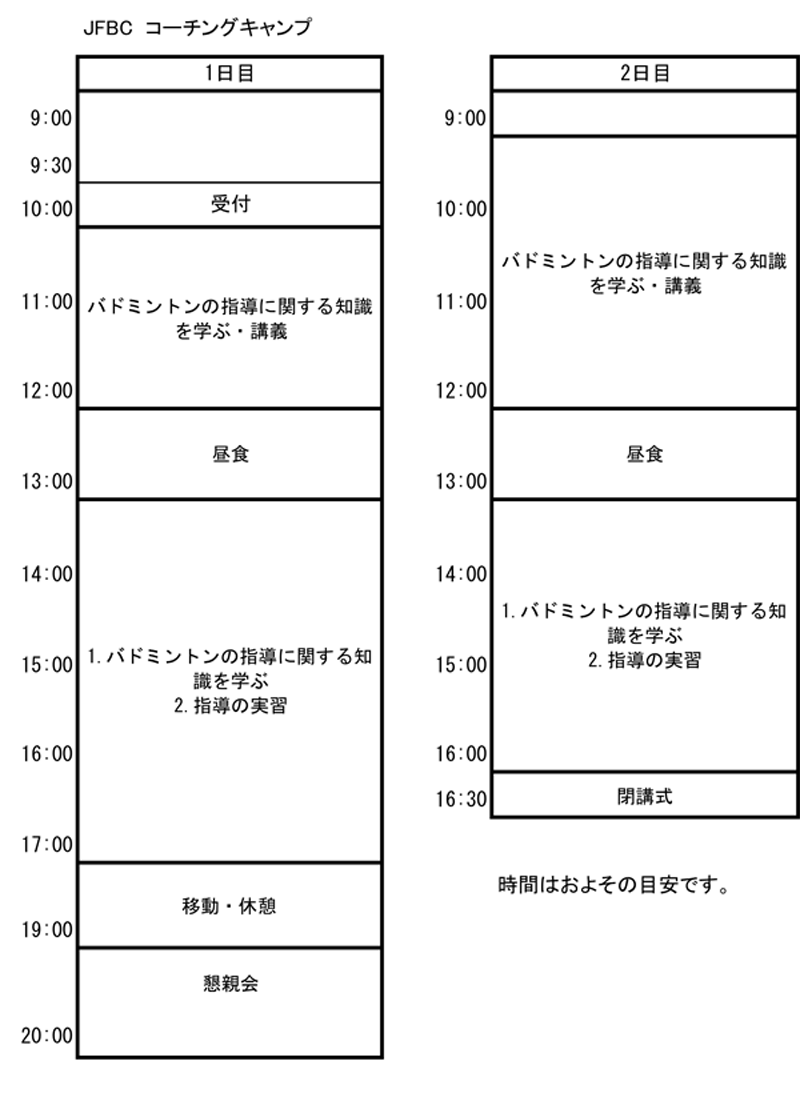 JFBC コーチングキャンプ
1日目
9:00
9:30
受付
10:00
11:00
バドミントンの指導に関する知識
を学ぶ・講義
12:00
昼食
13:00
14:00
1.バドミントンの指導に関する知
識を学ぶ
2.指導の実習
15:00
16:00
17:00
移動・休憩
19:00
懇親会
20:00
2日目
9:00
10:00
バドミントンの指導に関する知識
を学ぶ・講義
11:00
12:00
昼食
13:00
14:00
1.バドミントンの指導に関する知
識を学ぶ
2.指導の実習
15:00
16:00
閉講式
16:30
時間はおよその目安です。